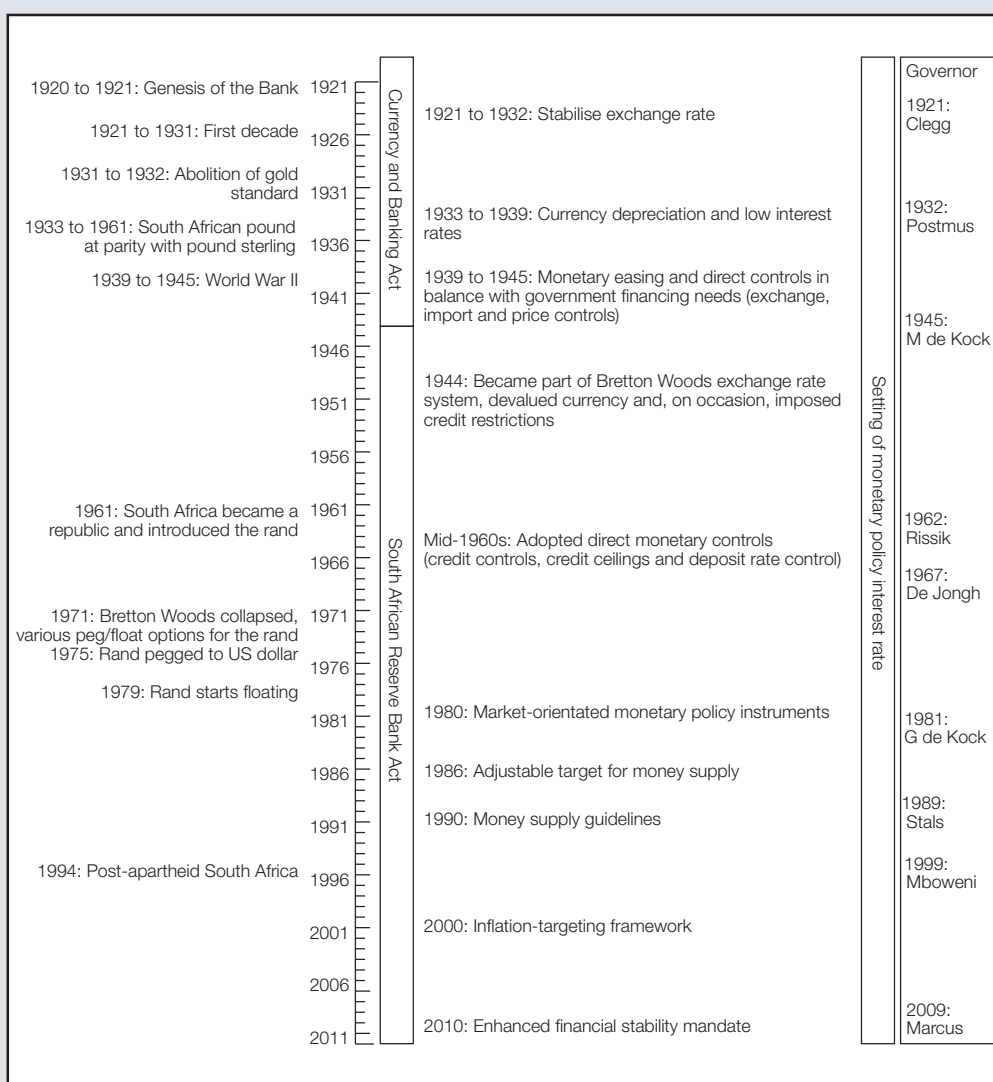 1920 to 1921: Genesis of the Bank
1921 to 1931: First decade
1931 to 1932: Abolition of gold
standard
1933 to 1961: South African pound
at parity with pound sterling
1939 to 1945: World War II
1961: South Africa became a
republic and introduced the rand
1971: Bretton Woods collapsed,
various peg/float options for the rand
1975: Rand pegged to US dollar
1979: Rand starts floating
1994: Post-apartheid South Africa
1921
1926
1931
1936
1941
1946
1951
1956
1961
1966
1971
1976
1981
1986
1991
1996
2001
2006
2011
Currency and Banking Act
South African Reserve Bank Act
1921 to 1932: Stabilise exchange rate
1933 to 1939: Currency depreciation and low interest
rates
1939 to 1945: Monetary easing and direct controls in
balance with government financing needs (exchange,
import and price controls)
1944: Became part of Bretton Woods exchange rate
system, devalued currency and, on occasion, imposed
credit restrictions
Mid-1960s: Adopted direct monetary controls
(credit controls, credit ceilings and deposit rate control)
1980: Market-orientated monetary policy instruments
1986: Adjustable target for money supply
1990: Money supply guidelines
2000: Inflation-targeting framework
2010: Enhanced financial stability mandate
Setting of monetary policy interest rate
Governor
1921:
Clegg
1932:
Postmus
1945:
M de Kock
1962:
Rissik
1967:
De Jongh
1981:
G de Kock
1989:
Stals
1999:
Mboweni
2009:
Marcus